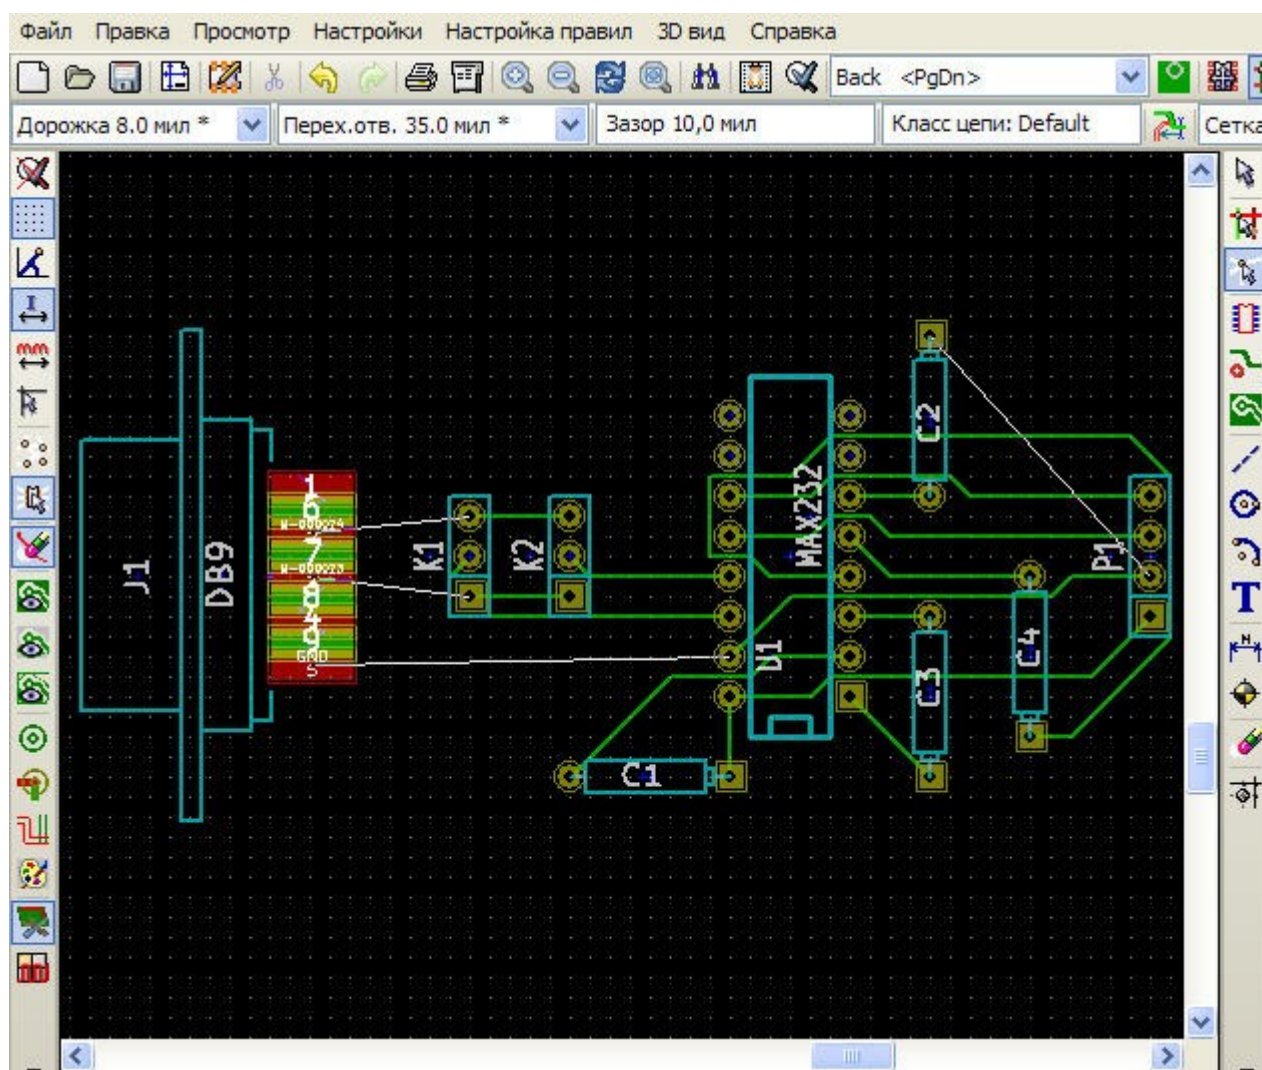 Файл Правка Просмотр Настройки Настройка правил 3D вид Справка
Back <PgDn>
Дорожка 8.0 мил * Перех.отв. 35.0 мил * Зазор 10,0 мил Класс цепи: Default Сетка
C2
1
6
N-000024
7
N-000023
8
4
9
GND
5
J1
DB9
K1
K2
MAX232
U1
P1
C4
C3
C1